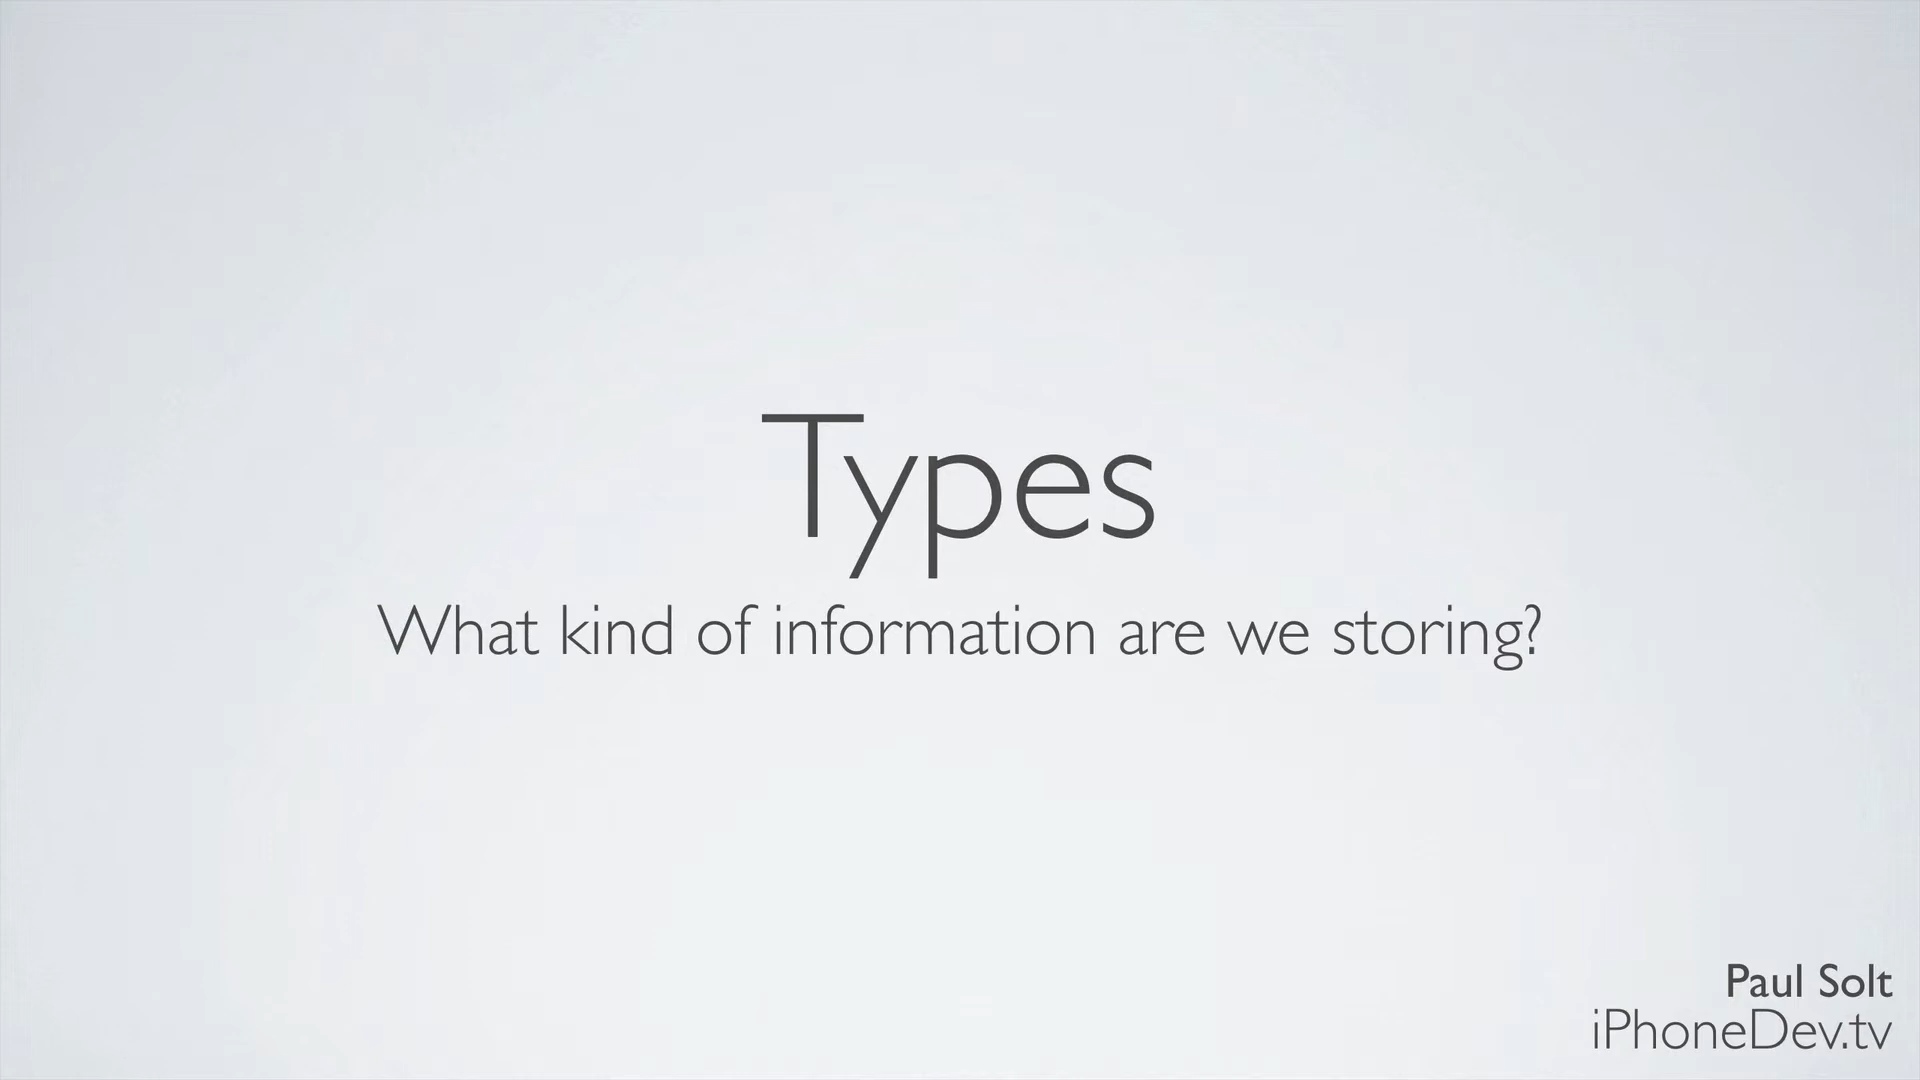 Types
What kind of information are we storing?
Paul Solt
iPhoneDev.tv